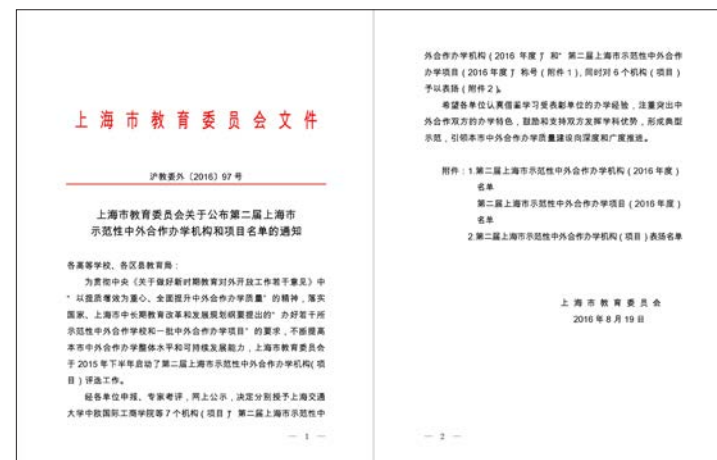 上海市教育委员会文件
沪教委外〔2016〕97号
上海市教育委员会关于公布第二届上海市
示范性中外合作办学机构和项目名单的通知
各高等学校、各区县教育局：
为贯彻中央《关于做好新时期教育对外开放工作若干意见》中
“以提质增效为重心、全面提升中外合作办学质量”的精神，落实
国家、上海市中长期教育改革和发展规划纲要提出的“办好若干所
示范性中外合作学校和一批中外合作办学项目”的要求，不断提高
本市中外合作办学整体水平和可持续发展能力，上海市教育委员会
于2015年下半年启动了第二届上海市示范性中外合作办学机构（项
目）评选工作。
经各单位申报、专家考评，网上公示，决定分别授予上海交通
大学中欧国际工商学院等7个机构（项目）“第二届上海市示范性中
— 1 —
外合作办学机构（2016 年度）”和“第二届上海市示范性中外合作
办学项目（2016年度）”称号（附件1），同时对6个机构（项目）
予以表扬（附件2）。
希望各单位认真借鉴学习受表彰单位的办学经验，注重突出中
外合作双方的办学特色，鼓励和支持双方发挥学科优势，形成典型
示范，引领本市中外合作办学质量建设向深度和广度推进。
附件：1.第二届上海市示范性中外合作办学机构（2016年度）
名单
第二届上海市示范性中外合作办学项目（2016年度）
名单
2.第二届上海市示范性中外合作办学机构（项目）表扬名单
上海市教育委员会
2016年8月19日
— 2 —